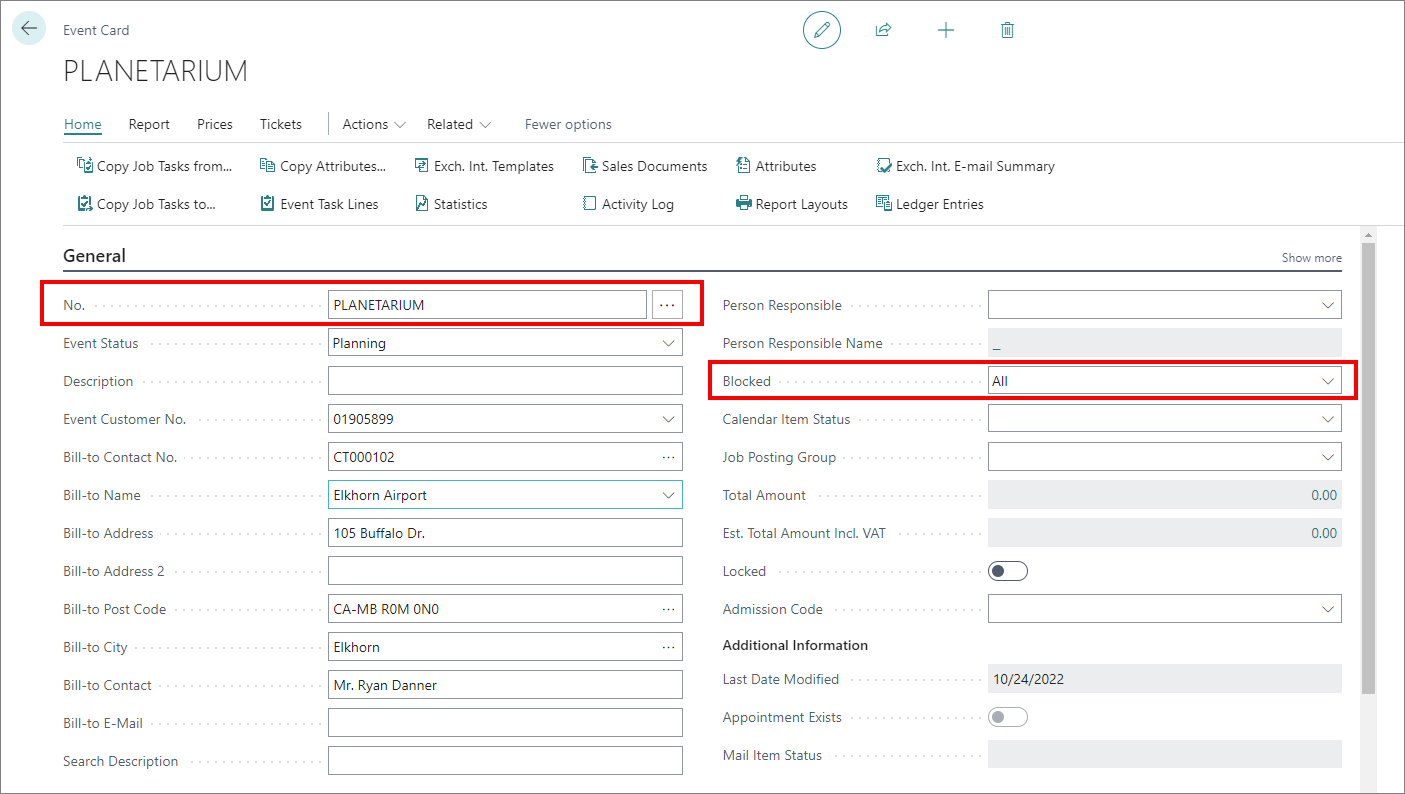 Event Card
PLANETARIUM
Home Report Prices Tickets Actions Related Fewer options
Copy Job Tasks from... Copy Attributes... Exch. Int. Templates Sales Documents Attributes Exch. Int. E-mail Summary
Copy Job Tasks to... Event Task Lines Statistics Activity Log Report Layouts Ledger Entries
General Show more
No. PLANETARIUM ...
Event Status Planning
Description
Event Customer No. 01905899
Bill-to Contact No. CT000102 ...
Bill-to Name Elkhorn Airport
Bill-to Address 105 Buffalo Dr.
Bill-to Address 2
Bill-to Post Code CA-MB R0M 0N0 ...
Bill-to City Elkhorn ...
Bill-to Contact Mr. Ryan Danner
Bill-to E-Mail
Search Description
Person Responsible
Person Responsible Name _
Blocked All
Calendar Item Status
Job Posting Group
Total Amount 0.00
Est. Total Amount Incl. VAT 0.00
Locked
Admission Code
Additional Information
Last Date Modified 10/24/2022
Appointment Exists
Mail Item Status